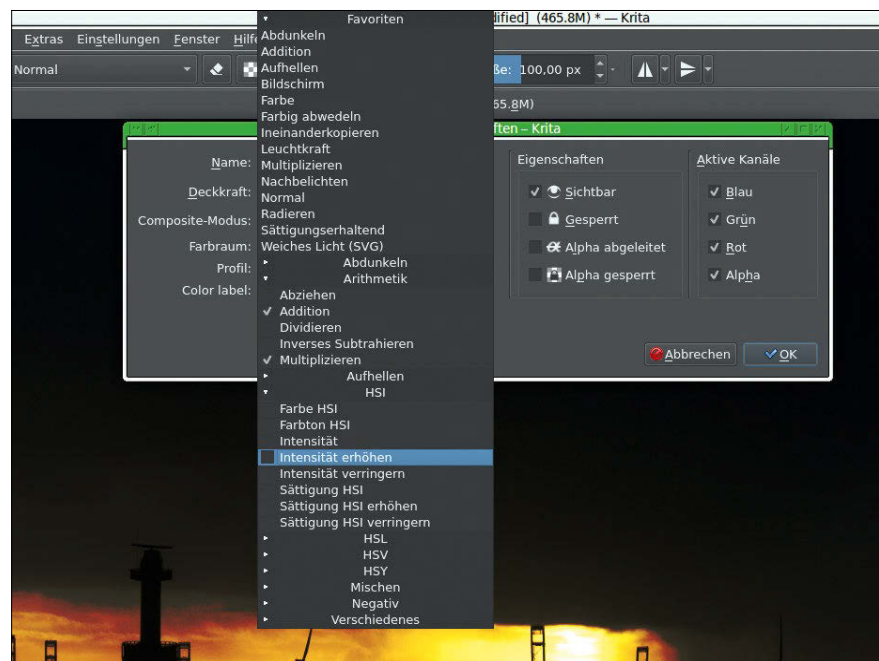 dified] (465.8M) * — Krita
Extras Einstellungen Fenster Hilfe
Normal
ße: 100,00 px
65.8M)
ften – Krita
Name:
Deckkraft:
Composite-Modus:
Farbraum:
Profil:
Color label:
Favoriten
Abdunkeln
Addition
Aufhellen
Bildschirm
Farbe
Farbig abwedeln
Ineinanderkopieren
Leuchtkraft
Multiplizieren
Nachbelichten
Normal
Radieren
Sättigungserhaltend
Weiches Licht (SVG)
Abdunkeln
Arithmetik
Abziehen
Addition
Dividieren
Inverses Subtrahieren
Multiplizieren
Aufhellen
HSI
Farbe HSI
Farbton HSI
Intensität
Intensität erhöhen
Intensität verringern
Sättigung HSI
Sättigung HSI erhöhen
Sättigung HSI verringern
HSL
HSV
HSY
Mischen
Negativ
Verschiedenes
Eigenschaften
Sichtbar
Gesperrt
Alpha abgeleitet
Alpha gesperrt
Aktive Kanäle
Blau
Grün
Rot
Alpha
Abbrechen
OK